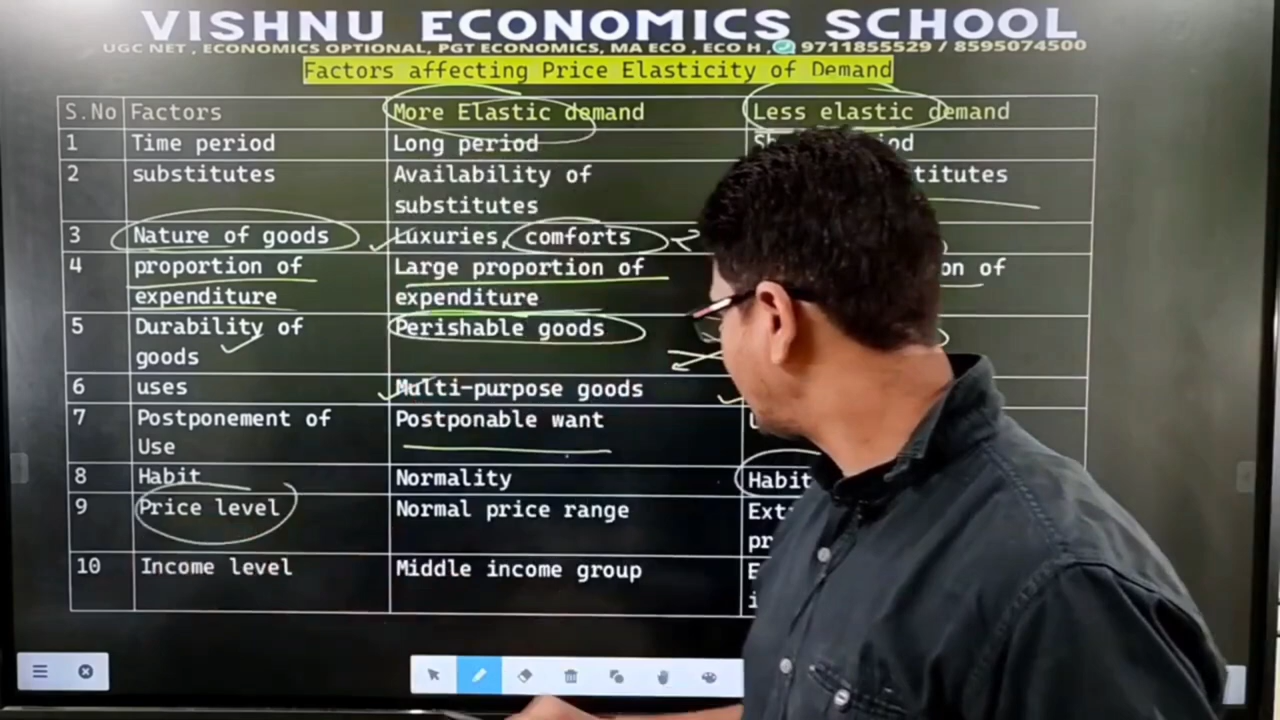 VISHNU ECONOMICS SCHOOL
UGC NET , ECONOMICS OPTIONAL, PGT ECONOMICS, MA ECO , ECO H , 9711855529 / 8595074500
Factors affecting Price Elasticity of Demand
S.No Factors More Elastic demand Less elastic demand
1 Time period Long period
2 substitutes Availability of
substitutes
3 Nature of goods Luxuries, comforts
4 proportion of Large proportion of on of
expenditure expenditure
5 Durability of Perishable goods
goods
6 uses Multi-purpose goods
7 Postponement of Postponable want
Use
8 Habit Normality Habit
9 Price level Normal price range
10 Income level Middle income group